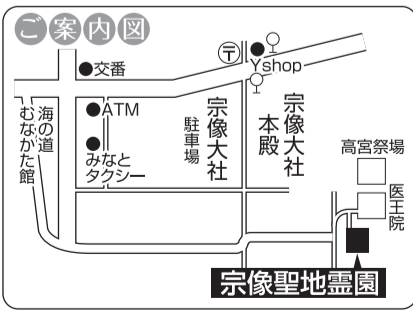 ご案内図
●交番
〒
●
Yshop
●ATM
●
みなと
タクシー
海の道
むなかた館
宗像大社
駐車場
宗像大社
本殿
高宮祭場
医王院
宗像聖地霊園